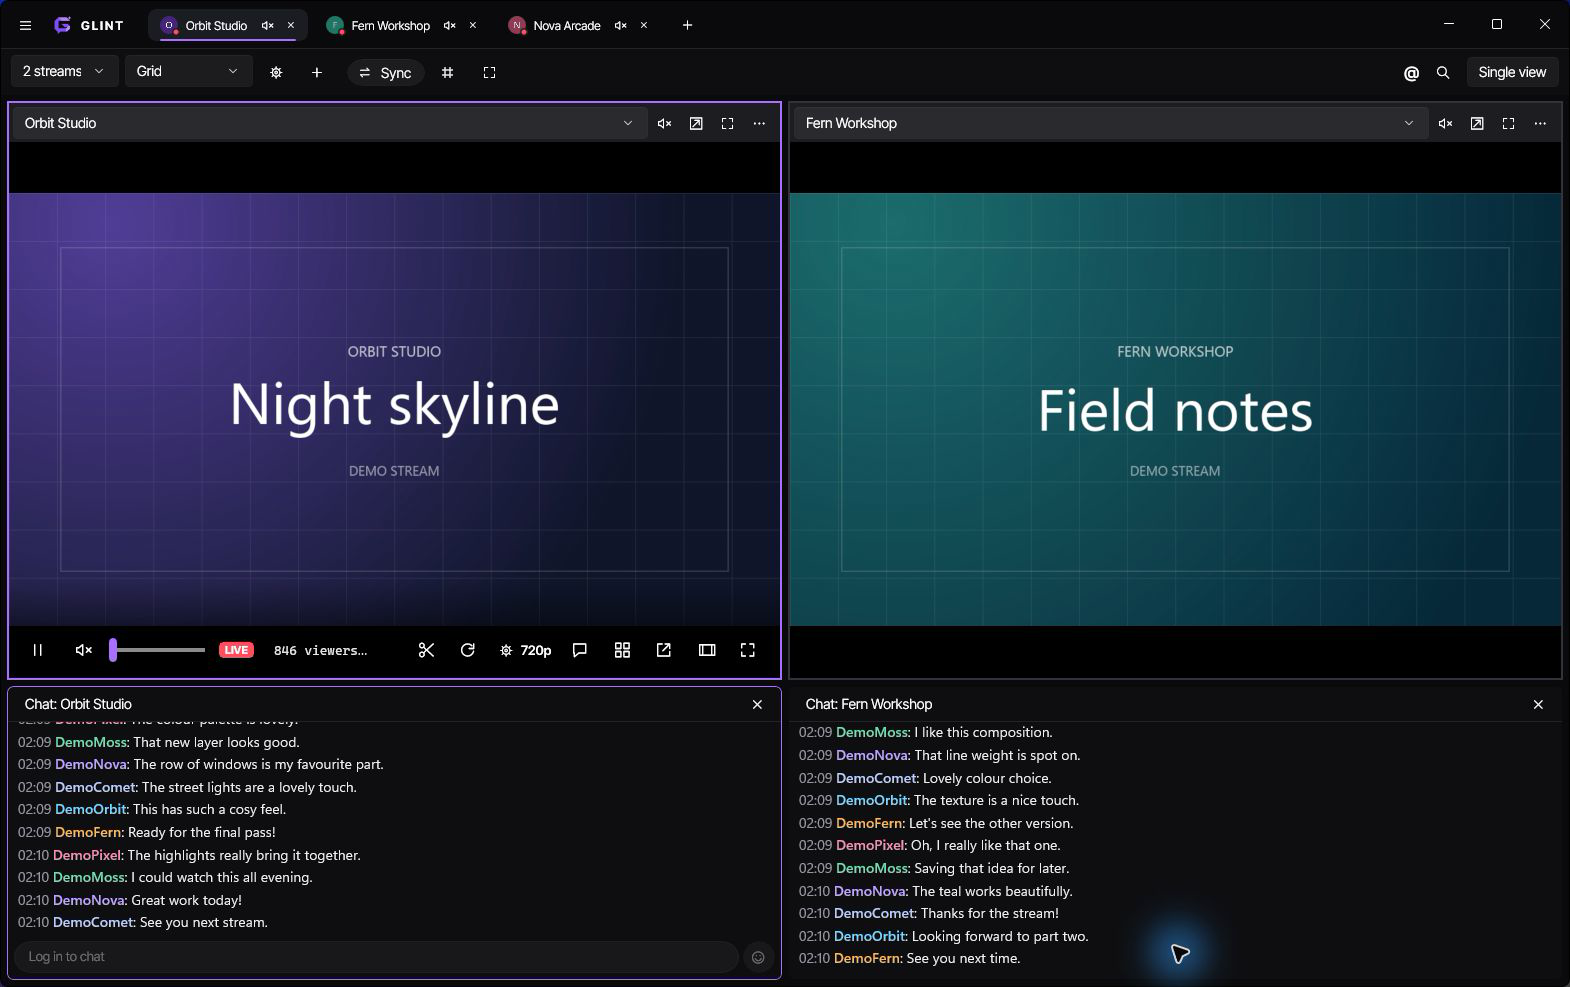 GLINT
Orbit Studio
Fern Workshop
Nova Arcade
2 streams
Grid
Sync
Single view
Orbit Studio
ORBIT STUDIO
Night skyline
DEMO STREAM
LIVE
846 viewers…
720p
Fern Workshop
FERN WORKSHOP
Field notes
DEMO STREAM
Chat: Orbit Studio
02:09 DemoPixel: The colour palette is lovely!
02:09 DemoMoss: That new layer looks good.
02:09 DemoNova: The row of windows is my favourite part.
02:09 DemoComet: The street lights are a lovely touch.
02:09 DemoOrbit: This has such a cosy feel.
02:09 DemoFern: Ready for the final pass!
02:10 DemoPixel: The highlights really bring it together.
02:10 DemoMoss: I could watch this all evening.
02:10 DemoNova: Great work today!
02:10 DemoComet: See you next stream.
Log in to chat
Chat: Fern Workshop
02:09 DemoMoss: I like this composition.
02:09 DemoNova: That line weight is spot on.
02:09 DemoComet: Lovely colour choice.
02:09 DemoOrbit: The texture is a nice touch.
02:09 DemoFern: Let's see the other version.
02:09 DemoPixel: Oh, I really like that one.
02:09 DemoMoss: Saving that idea for later.
02:10 DemoNova: The teal works beautifully.
02:10 DemoComet: Thanks for the stream!
02:10 DemoOrbit: Looking forward to part two.
02:10 DemoFern: See you next time.